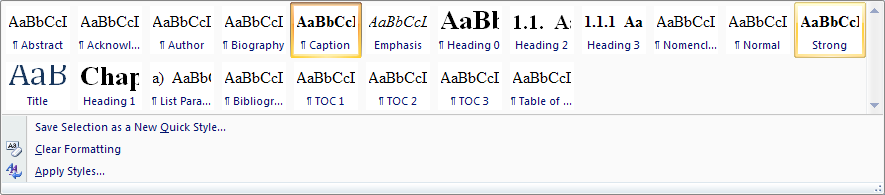 AaBbCcI AaBbCcI AaBbCcI AaBbCcI AaBbCcI AaBbCcI AaBb 1.1. A 1.1.1 Aa AaBbCcI AaBbCcI AaBbCcI
¶ Abstract ¶ Acknowl... ¶ Author ¶ Biography ¶ Caption Emphasis ¶ Heading 0 Heading 2 Heading 3 ¶ Nomencl... ¶ Normal Strong
AaB Chap a) AaBbC AaBbCcI AaBbCcI AaBbCcI AaBbCcI AaBbCcI
Title Heading 1 ¶ List Para... ¶ Bibliogr... ¶ TOC 1 ¶ TOC 2 ¶ TOC 3 ¶ Table of ...
Save Selection as a New Quick Style...
Clear Formatting
Apply Styles...